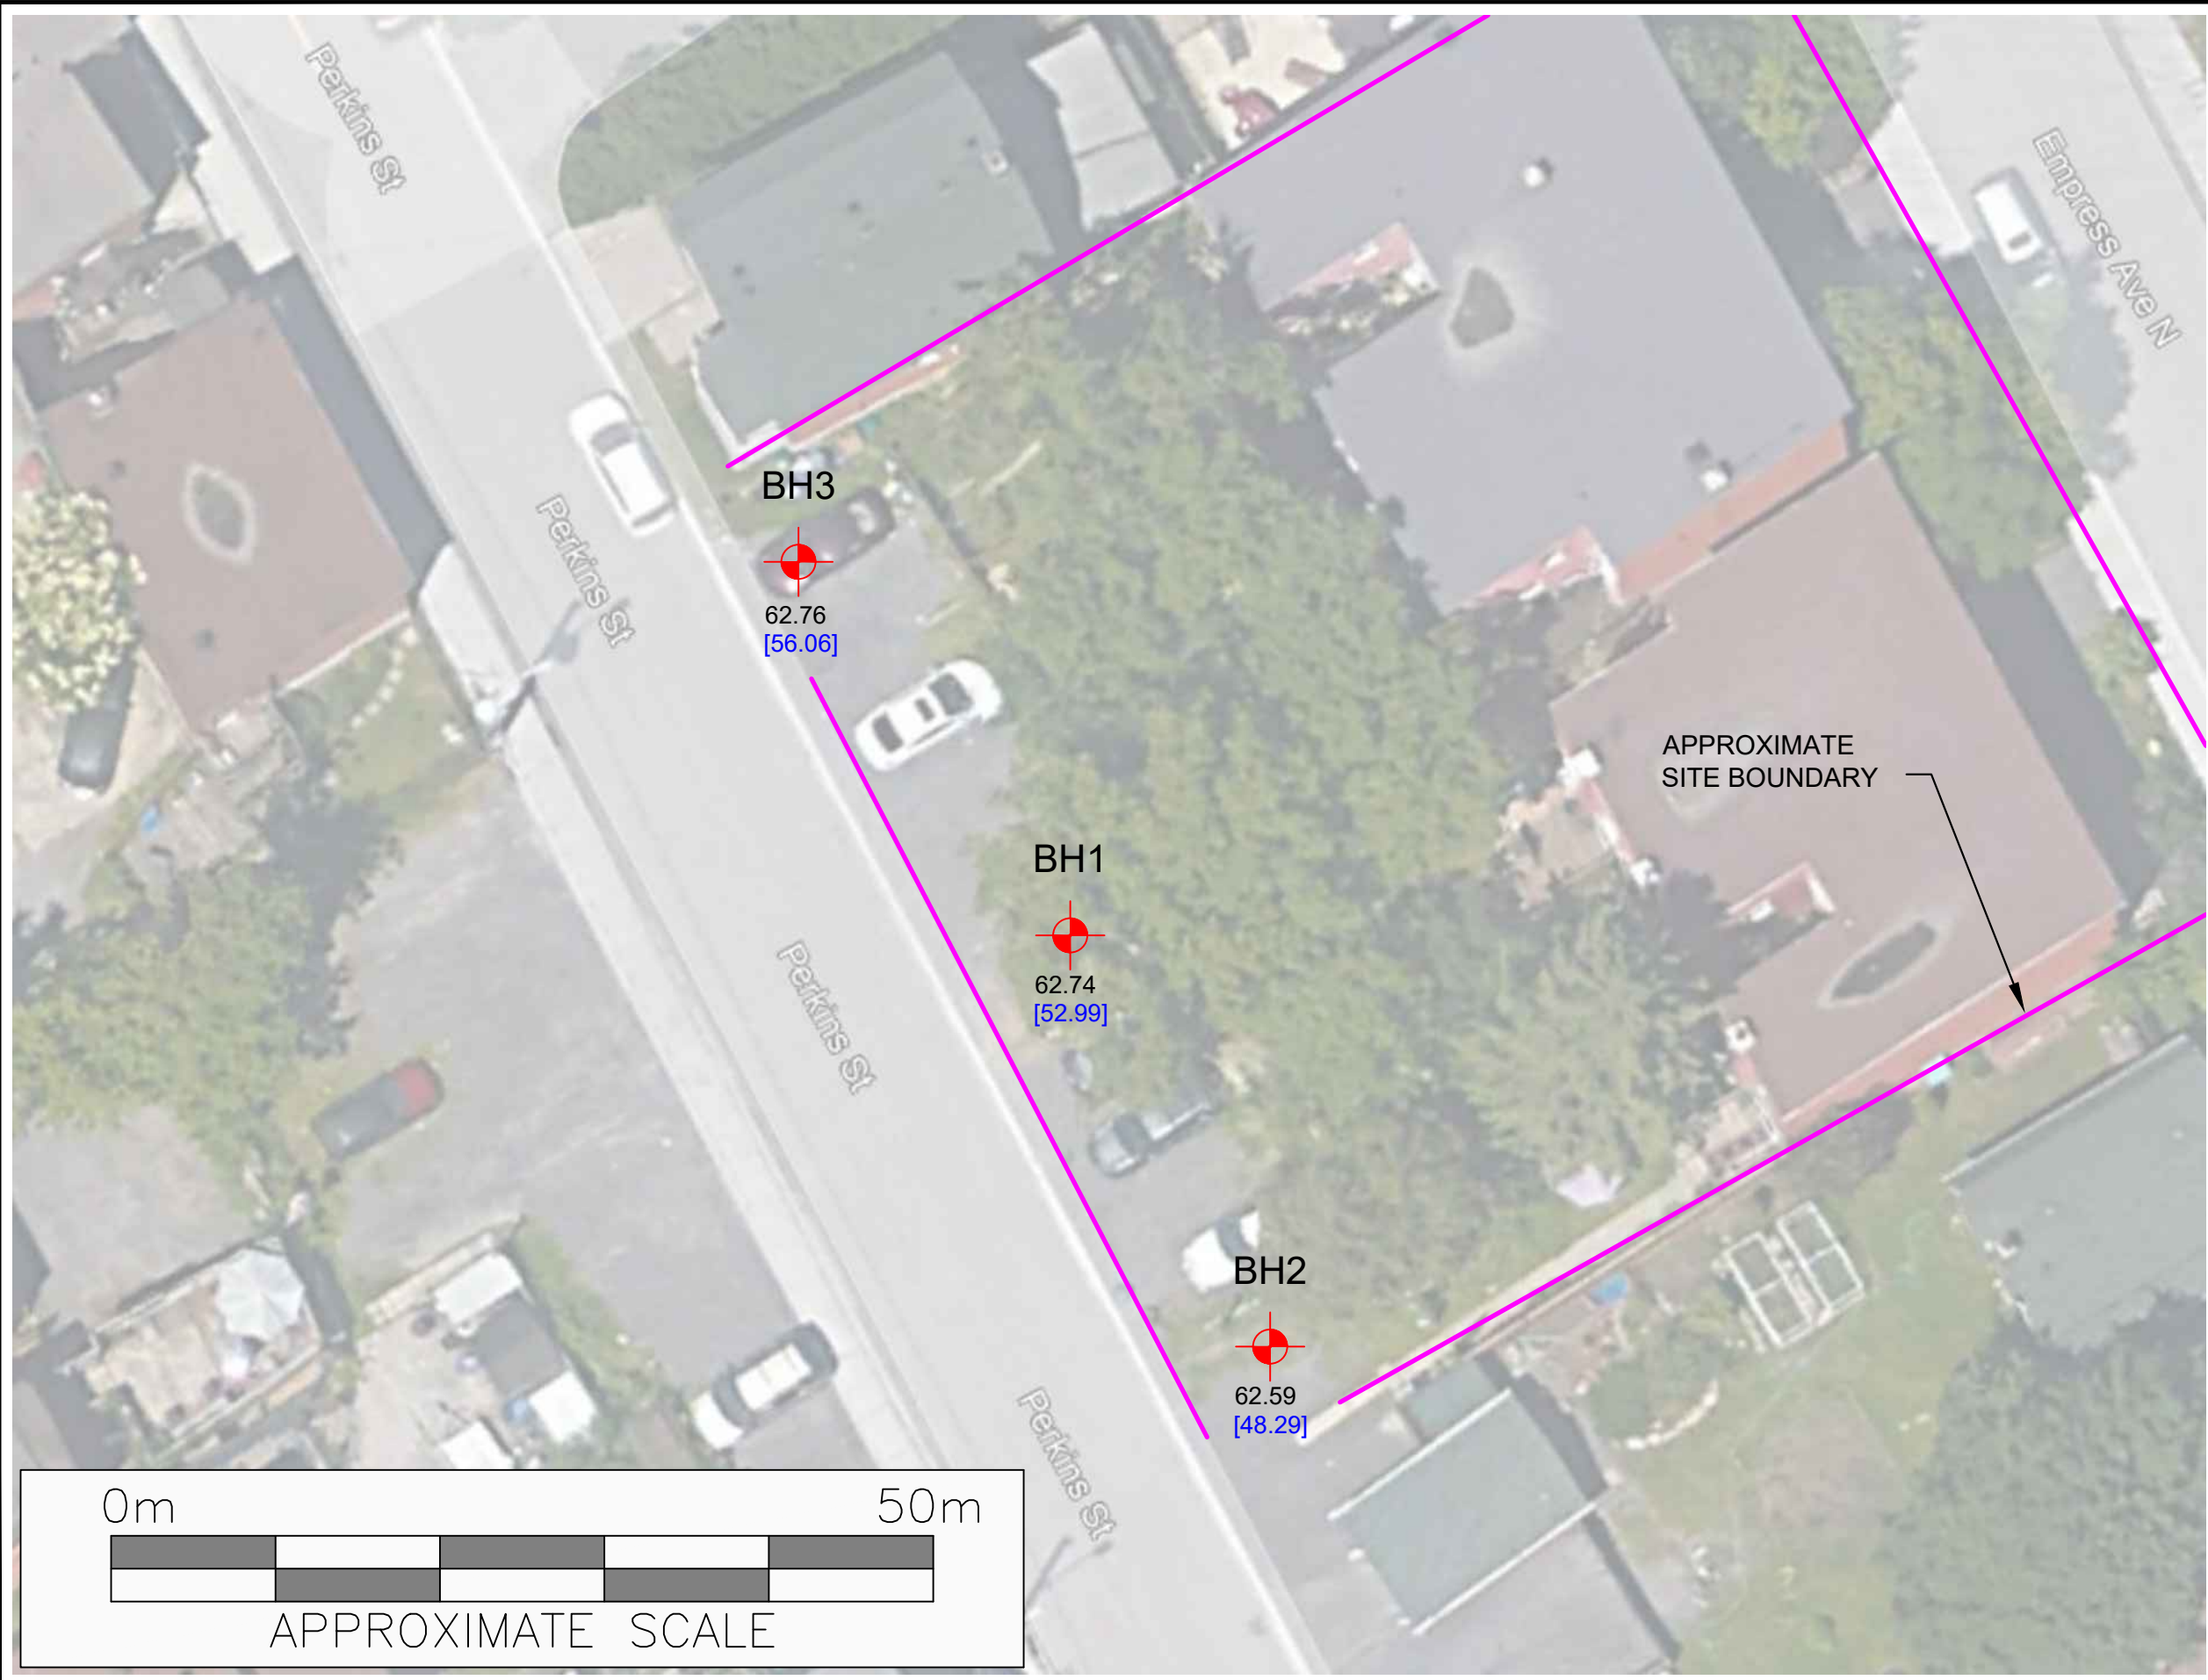 Perkins St
Empress Ave N
BH3
62.76
[56.06]
Perkins St
APPROXIMATE
SITE BOUNDARY
BH1
62.74
[52.99]
Perkins St
BH2
62.59
[48.29]
Perkins St
0m 50m
APPROXIMATE SCALE